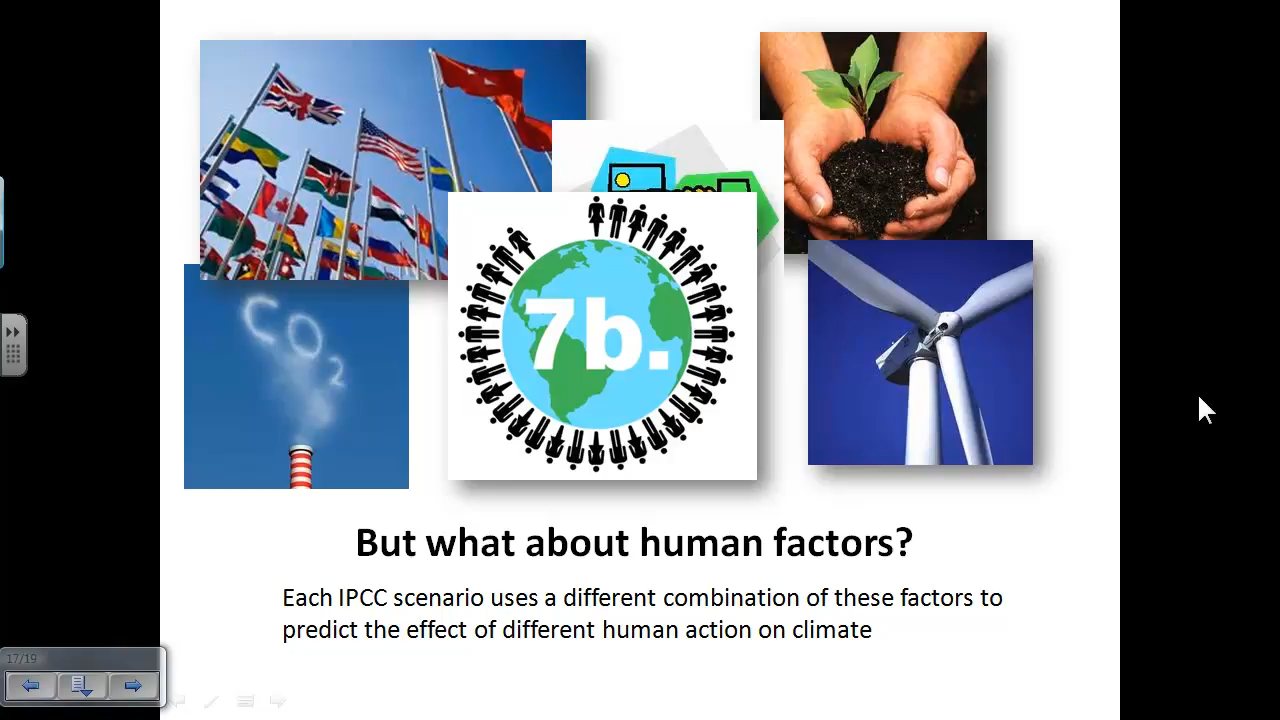 CO2
7b.
But what about human factors?
Each IPCC scenario uses a different combination of these factors to
predict the effect of different human action on climate
17/19